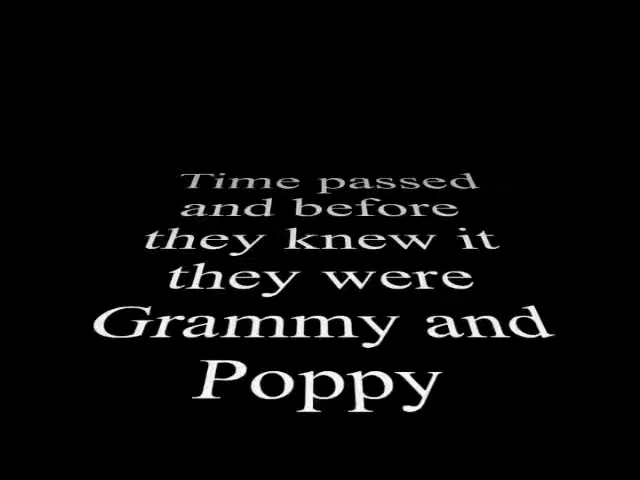 Time passed
and before
they knew it
they were
Grammy and
Poppy